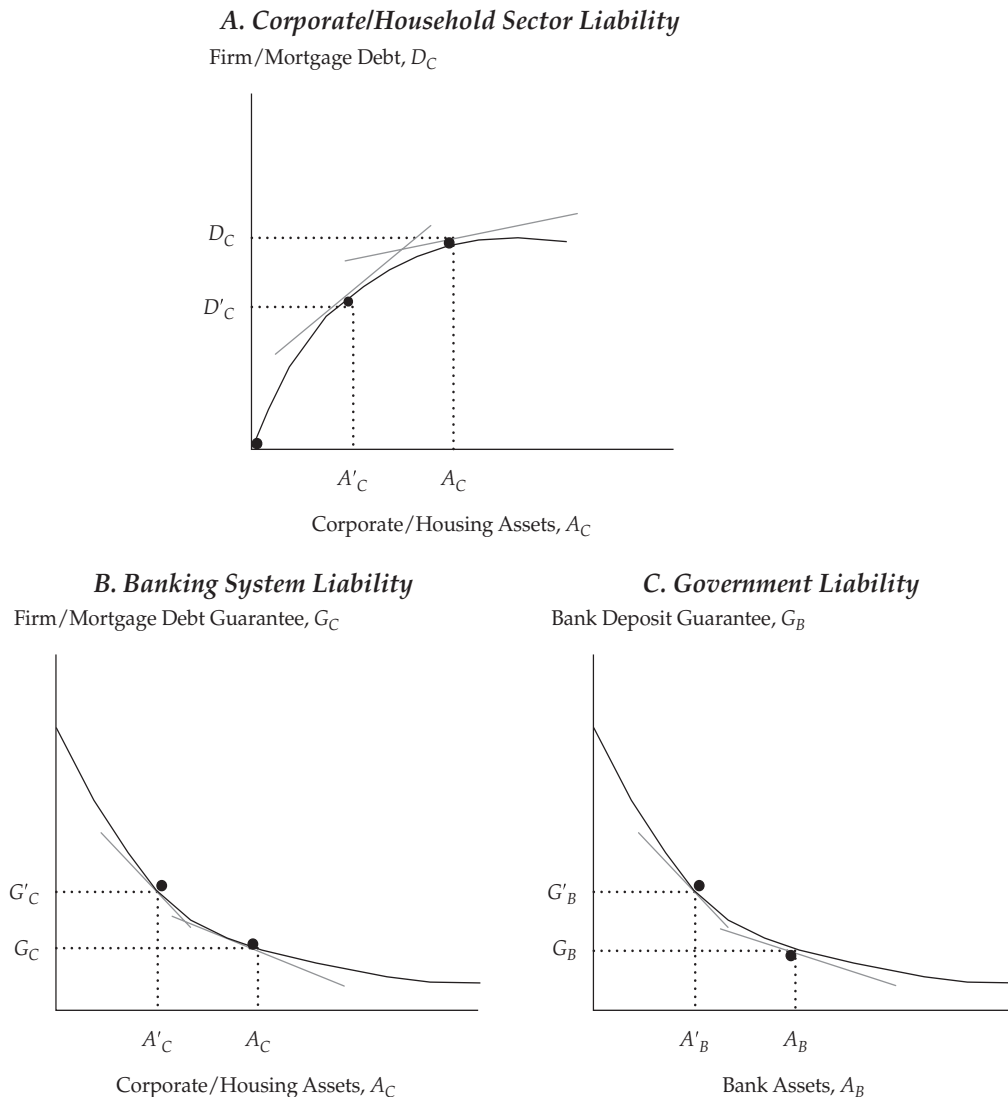 A. Corporate/Household Sector Liability
Firm/Mortgage Debt, D_C
D_C
D'_C
A'_C
A_C
Corporate/Housing Assets, A_C
B. Banking System Liability
Firm/Mortgage Debt Guarantee, G_C
G'_C
G_C
A'_C
A_C
Corporate/Housing Assets, A_C
C. Government Liability
Bank Deposit Guarantee, G_B
G'_B
G_B
A'_B
A_B
Bank Assets, A_B